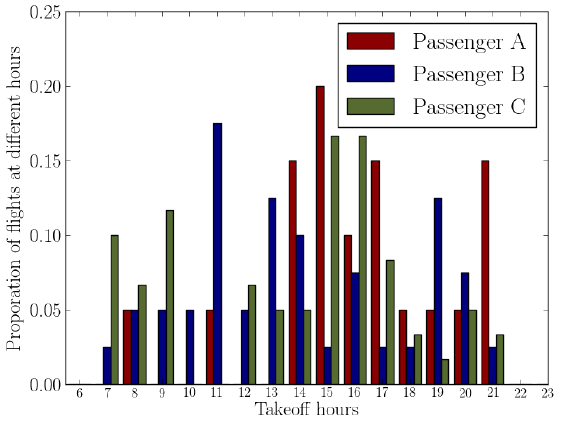 0.25
0.20
0.15
0.10
0.05
0.00
Proporation of flights at different hours
Passenger A
Passenger B
Passenger C
6 7 8 9 10 11 12 13 14 15 16 17 18 19 20 21 22 23
Takeoff hours